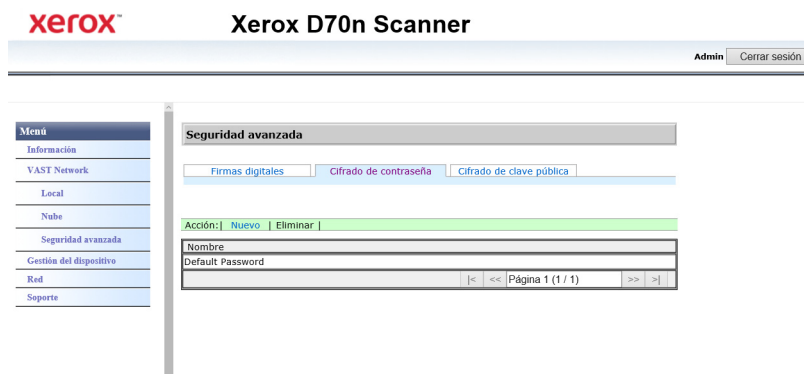 xerox™
Xerox D70n Scanner
Admin Cerrar sesión
Menú
Información
VAST Network
Local
Nube
Seguridad avanzada
Gestión del dispositivo
Red
Soporte
Seguridad avanzada
Firmas digitales Cifrado de contraseña Cifrado de clave pública
Acción:| Nuevo | Eliminar |
Nombre
Default Password
|< << Página 1 (1 / 1) >> >|